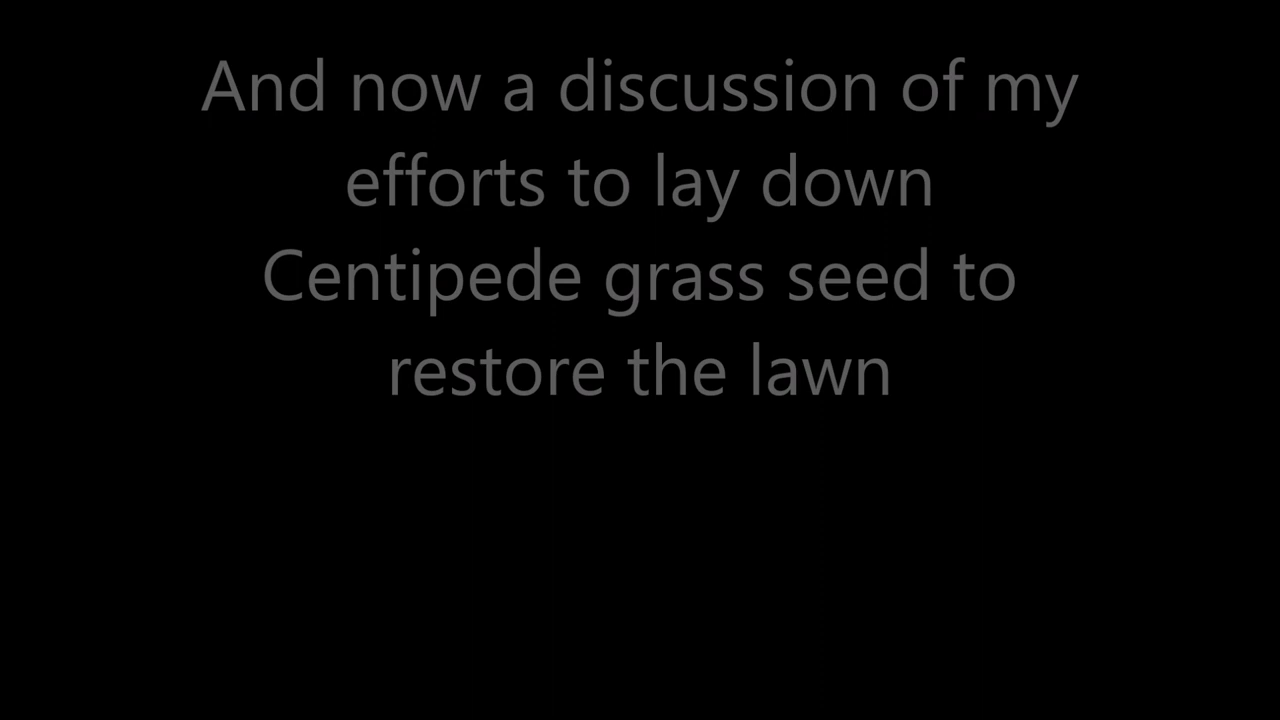 And now a discussion of my
efforts to lay down
Centipede grass seed to
restore the lawn